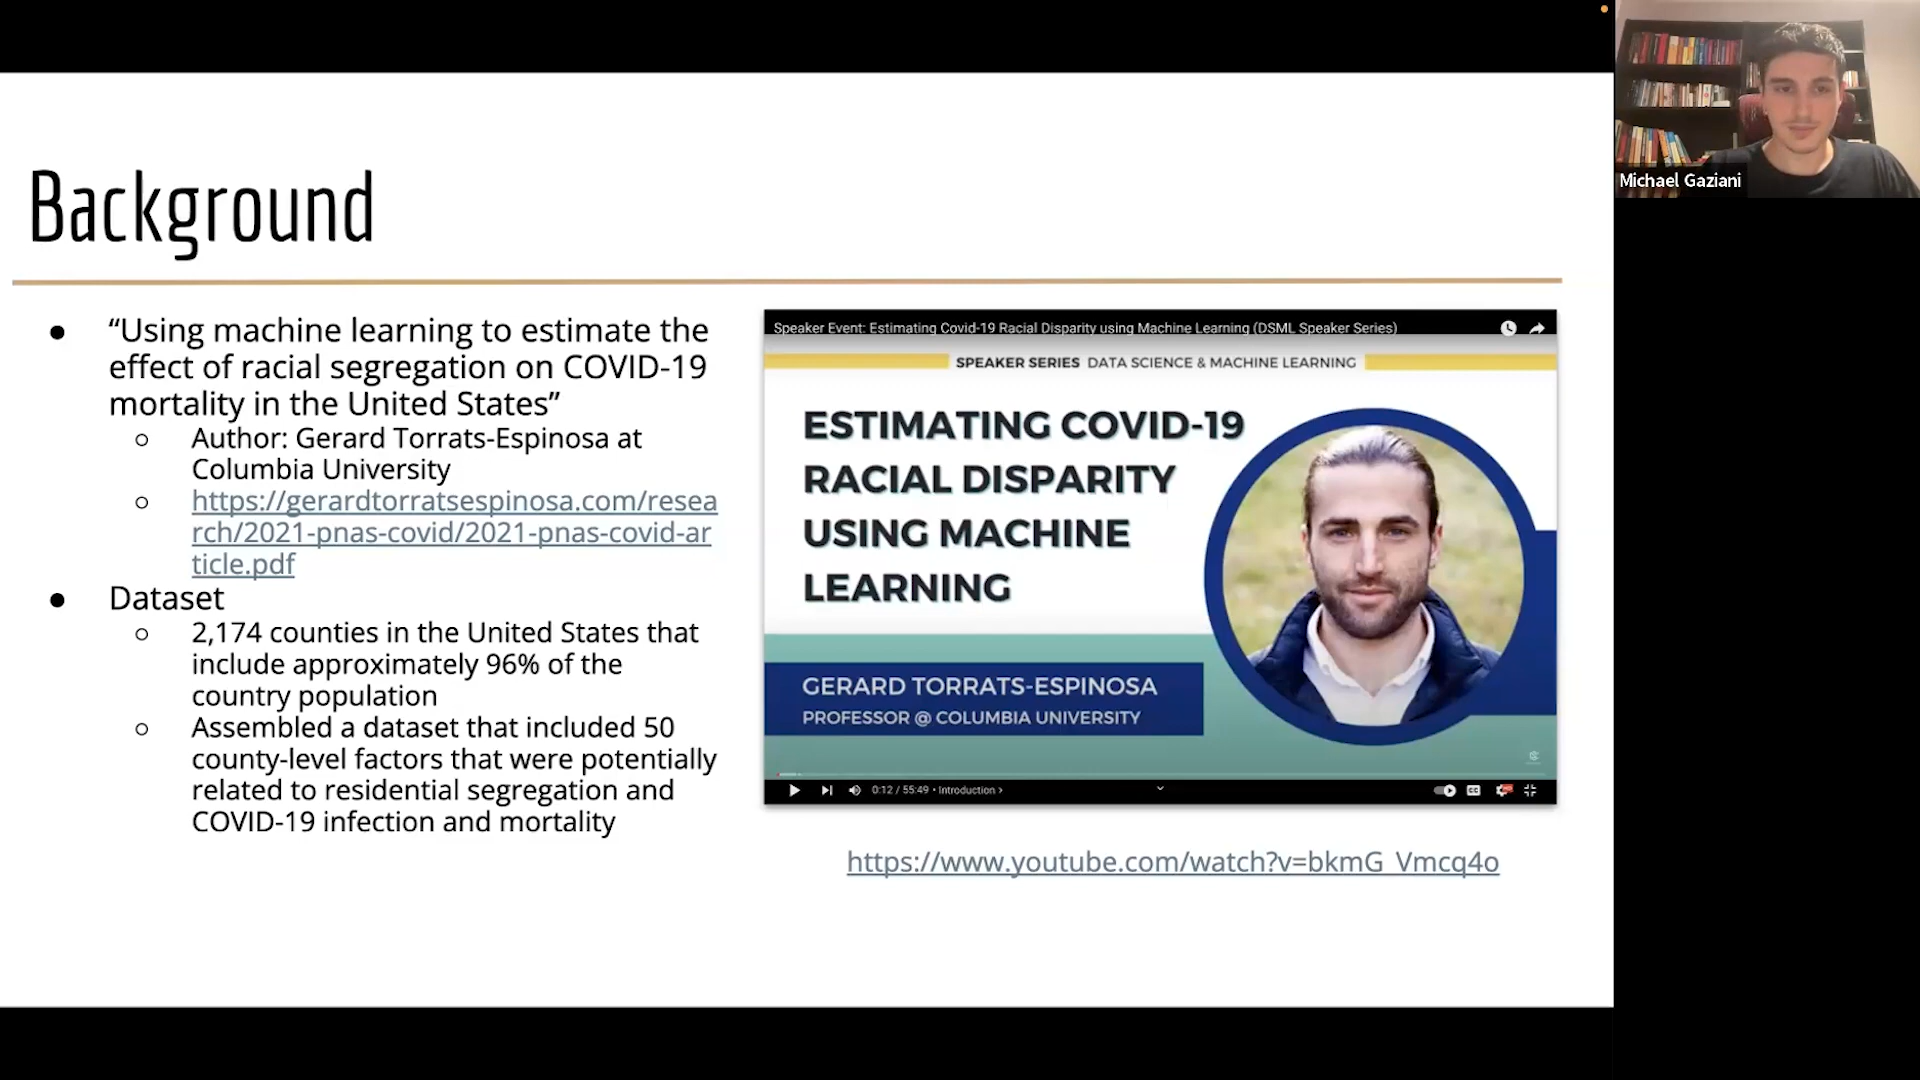 Background
“Using machine learning to estimate the
effect of racial segregation on COVID-19
mortality in the United States”
Author: Gerard Torrats-Espinosa at
Columbia University
https://gerardtorratsespinosa.com/resea
rch/2021-pnas-covid/2021-pnas-covid-ar
ticle.pdf
Dataset
2,174 counties in the United States that
include approximately 96% of the
country population
Assembled a dataset that included 50
county-level factors that were potentially
related to residential segregation and
COVID-19 infection and mortality
Speaker Event: Estimating Covid-19 Racial Disparity using Machine Learning (DSML Speaker Series)
SPEAKER SERIES DATA SCIENCE & MACHINE LEARNING
ESTIMATING COVID-19
RACIAL DISPARITY
USING MACHINE
LEARNING
GERARD TORRATS-ESPINOSA
PROFESSOR @ COLUMBIA UNIVERSITY
0:12 / 55:49 • Introduction ›
CC
https://www.youtube.com/watch?v=bkmG_Vmcq4o
Michael Gaziani